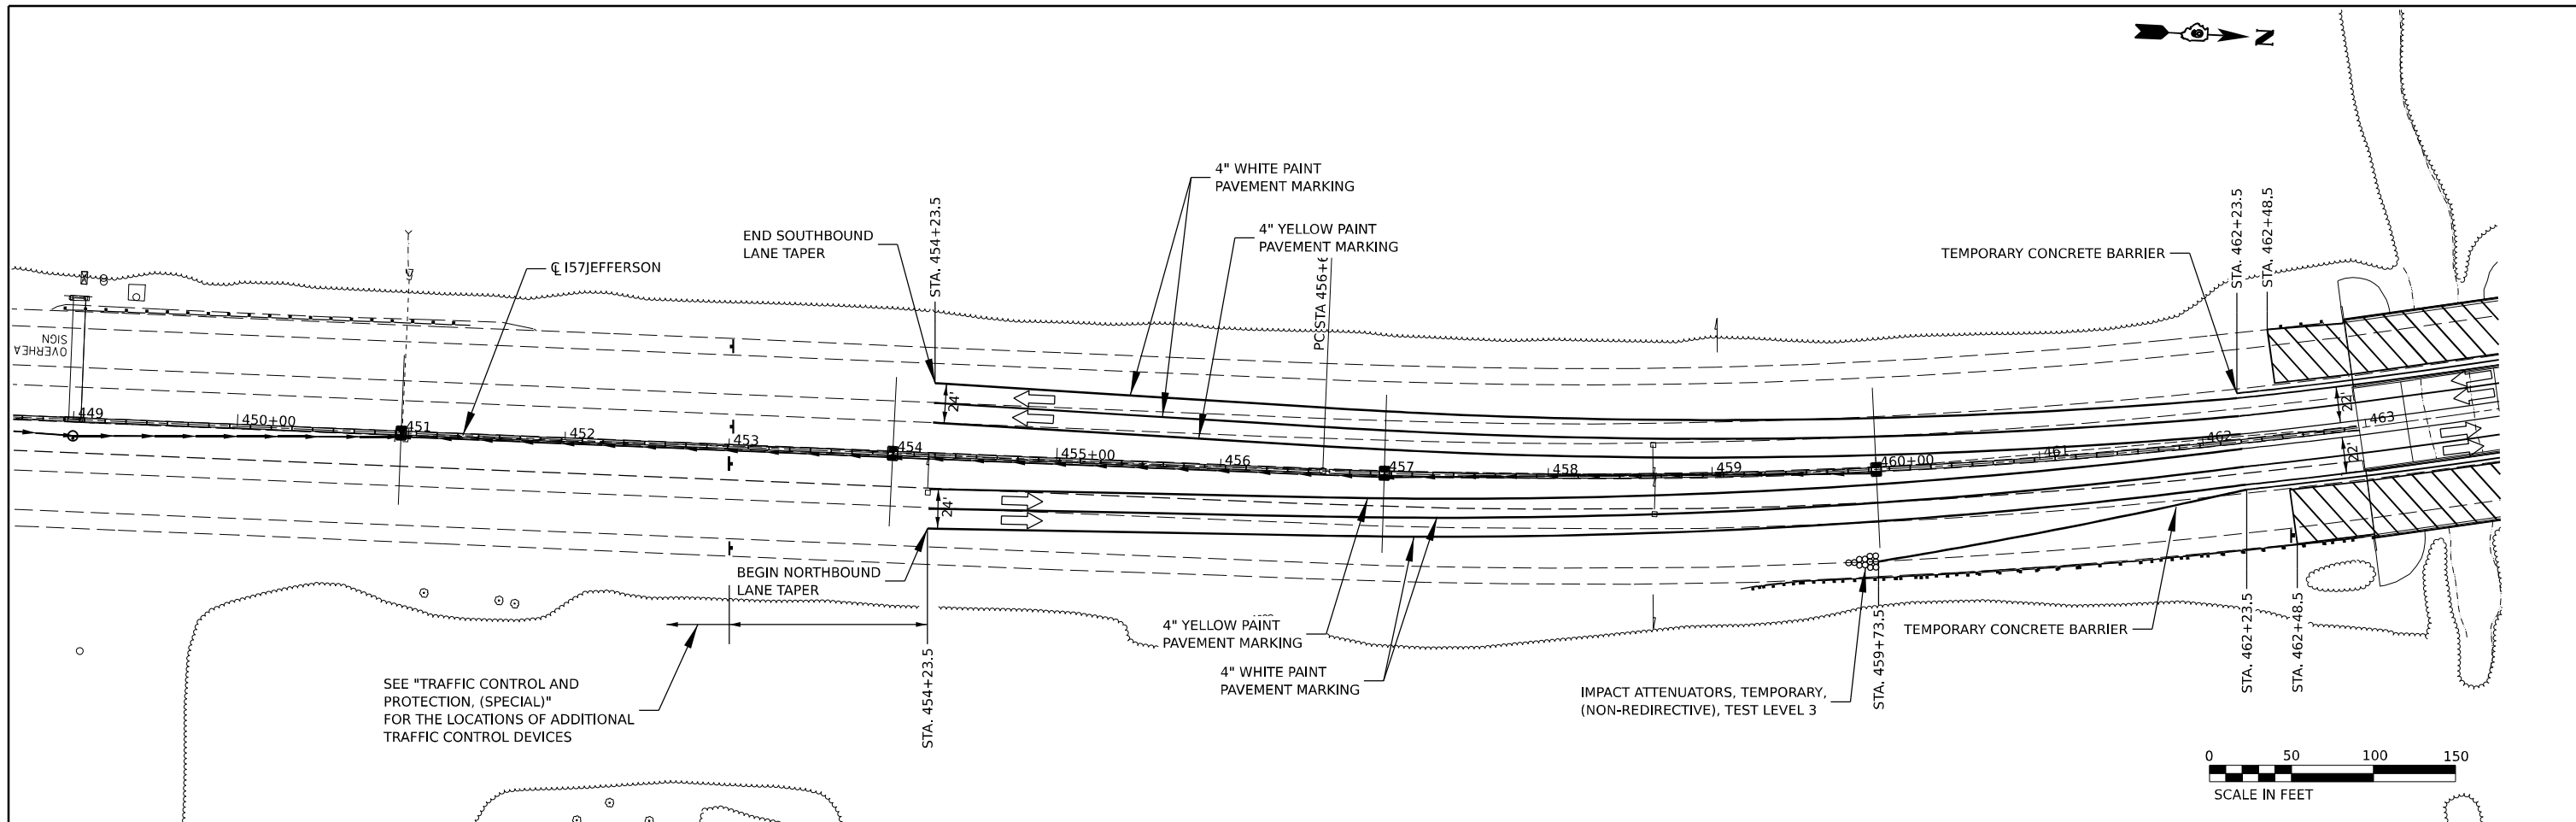 N
4" WHITE PAINT
PAVEMENT MARKING
4" YELLOW PAINT
PAVEMENT MARKING
END SOUTHBOUND
LANE TAPER
STA. 454+23.5
℄ I57JEFFERSON
PC STA 456+6
TEMPORARY CONCRETE BARRIER
STA. 462+23.5
STA. 462+48.5
OVERHEA
SIGN
24'
22'
449
450+00
451
452
453
454
455+00
456
457
458
459
460+00
461
462
463
24'
22'
BEGIN NORTHBOUND
LANE TAPER
STA. 454+23.5
4" YELLOW PAINT
PAVEMENT MARKING
4" WHITE PAINT
PAVEMENT MARKING
SEE "TRAFFIC CONTROL AND
PROTECTION, (SPECIAL)"
FOR THE LOCATIONS OF ADDITIONAL
TRAFFIC CONTROL DEVICES
IMPACT ATTENUATORS, TEMPORARY,
(NON-REDIRECTIVE), TEST LEVEL 3
STA. 459+73.5
TEMPORARY CONCRETE BARRIER
STA. 462+23.5
STA. 462+48.5
0 50 100 150
SCALE IN FEET